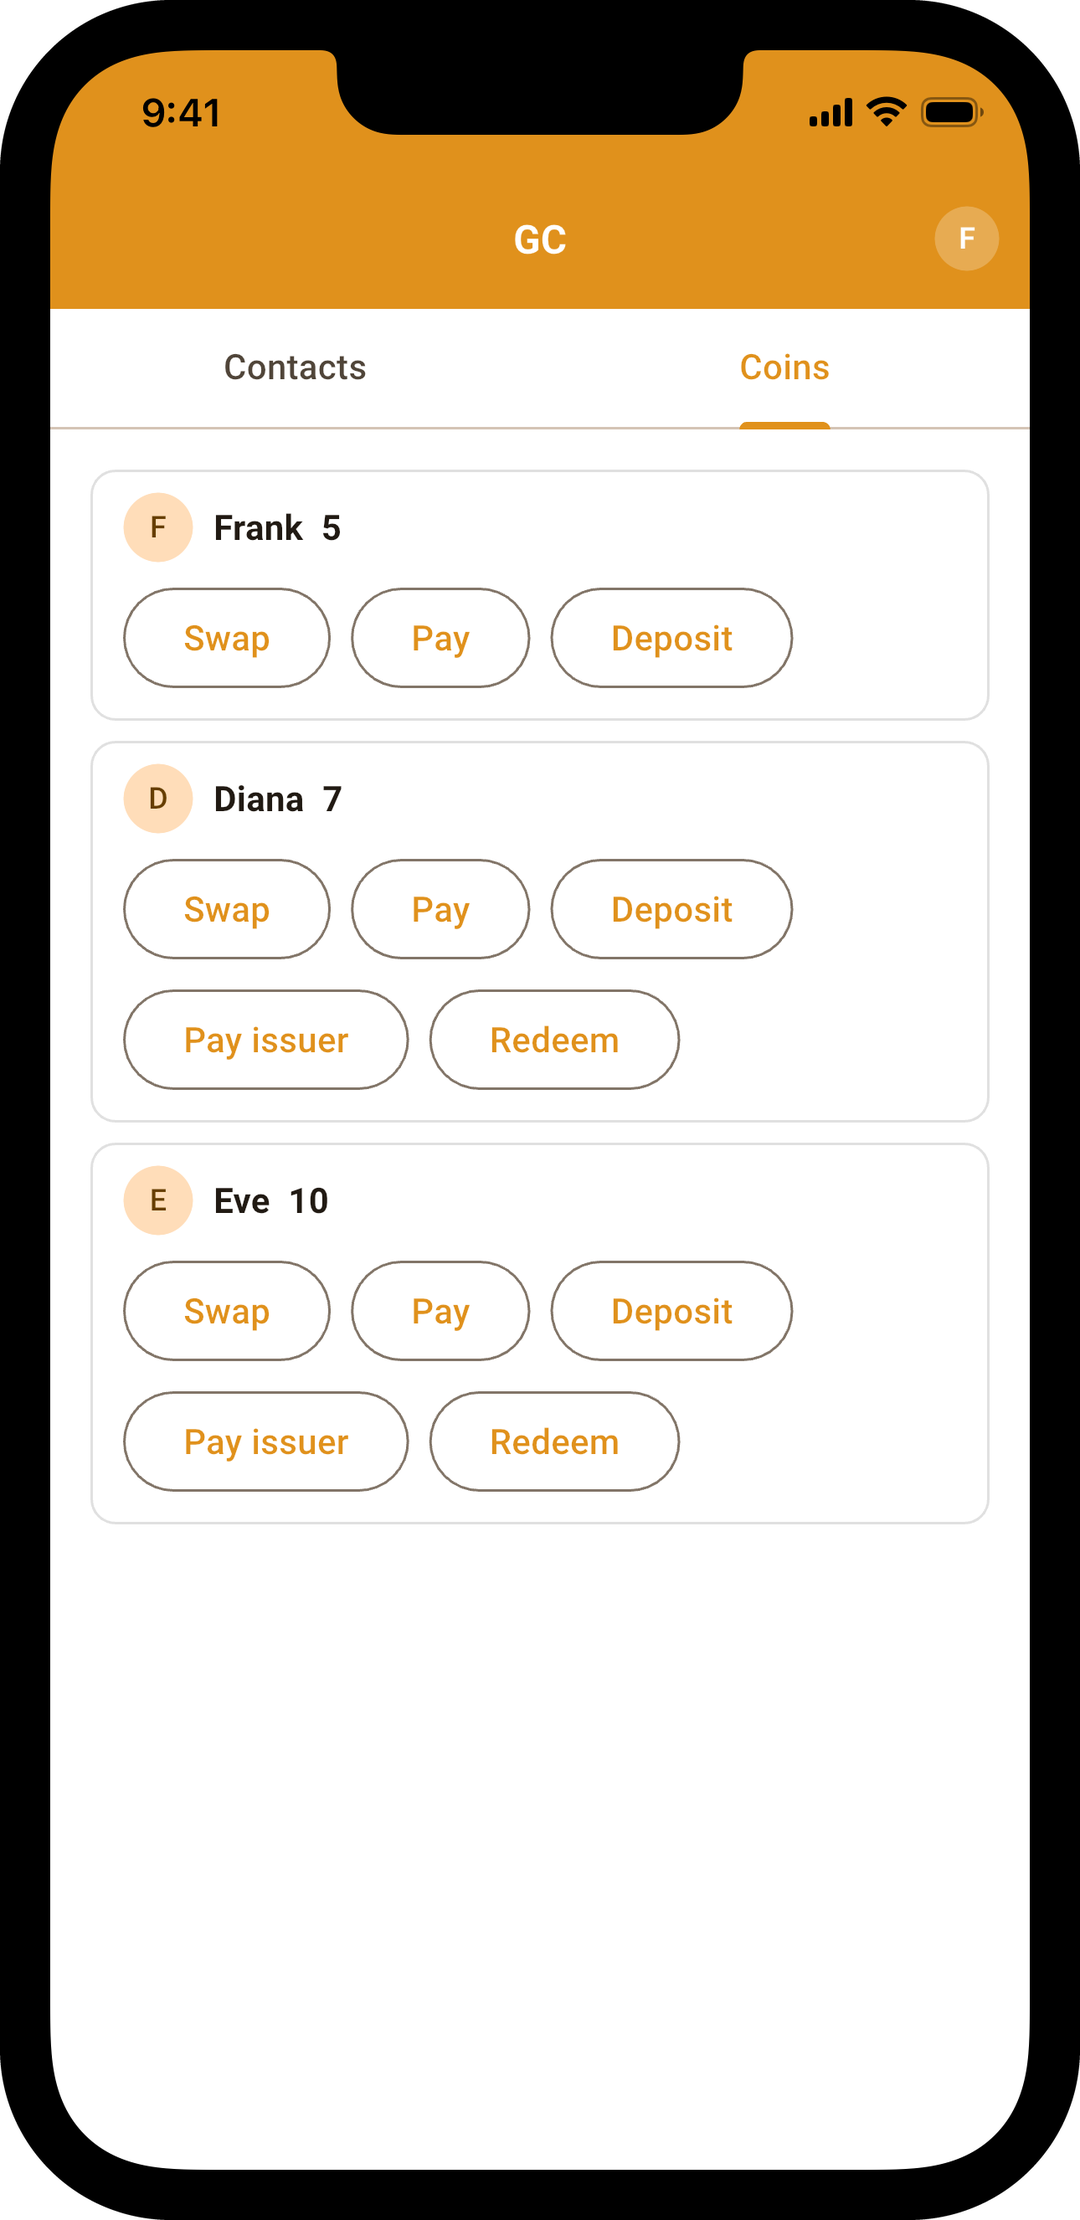 9:41
GC
F
Contacts Coins
F Frank 5
Swap Pay Deposit
D Diana 7
Swap Pay Deposit
Pay issuer Redeem
E Eve 10
Swap Pay Deposit
Pay issuer Redeem